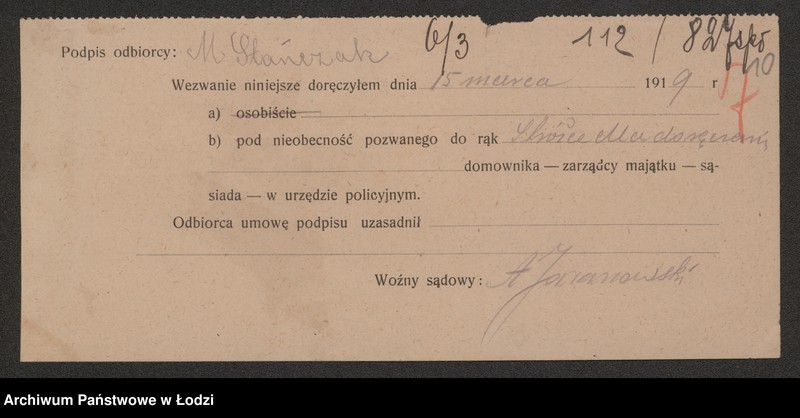 6/3 112 / 827
10
Podpis odbiorcy: M Stańczak
Wezwanie niniejsze doręczyłem dnia 15 marca 1919 r
a) osobiście
b) pod nieobecność pozwanego do rąk
domownika — zarządcy majątku — są-
siada — w urzędzie policyjnym.
Odbiorca umowę podpisu uzasadnił
Woźny sądowy: A
Archiwum Państwowe w Łodzi